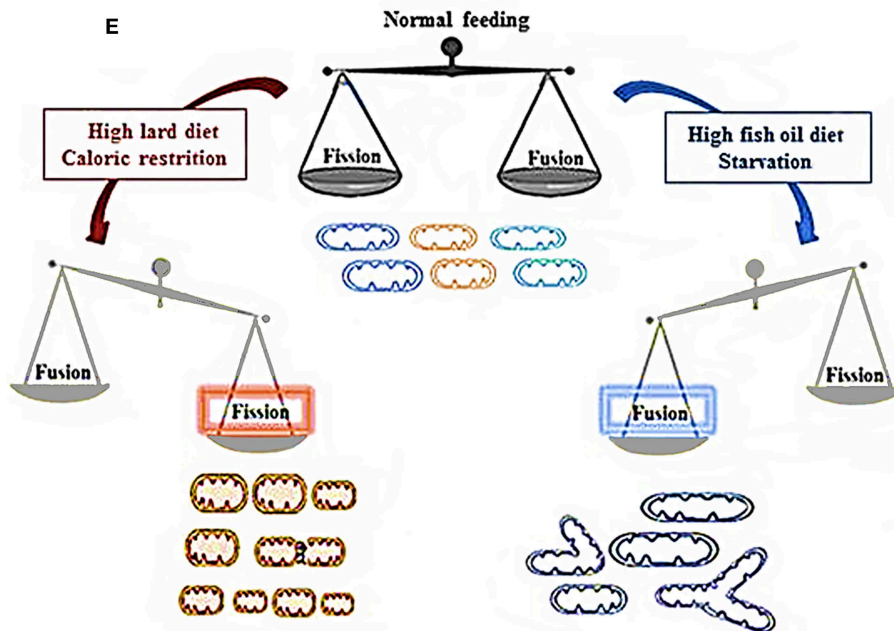 E
Normal feeding
High lard diet
Caloric restrition
Fission
Fusion
High fish oil diet
Starvation
Fusion
Fission
Fusion
Fission